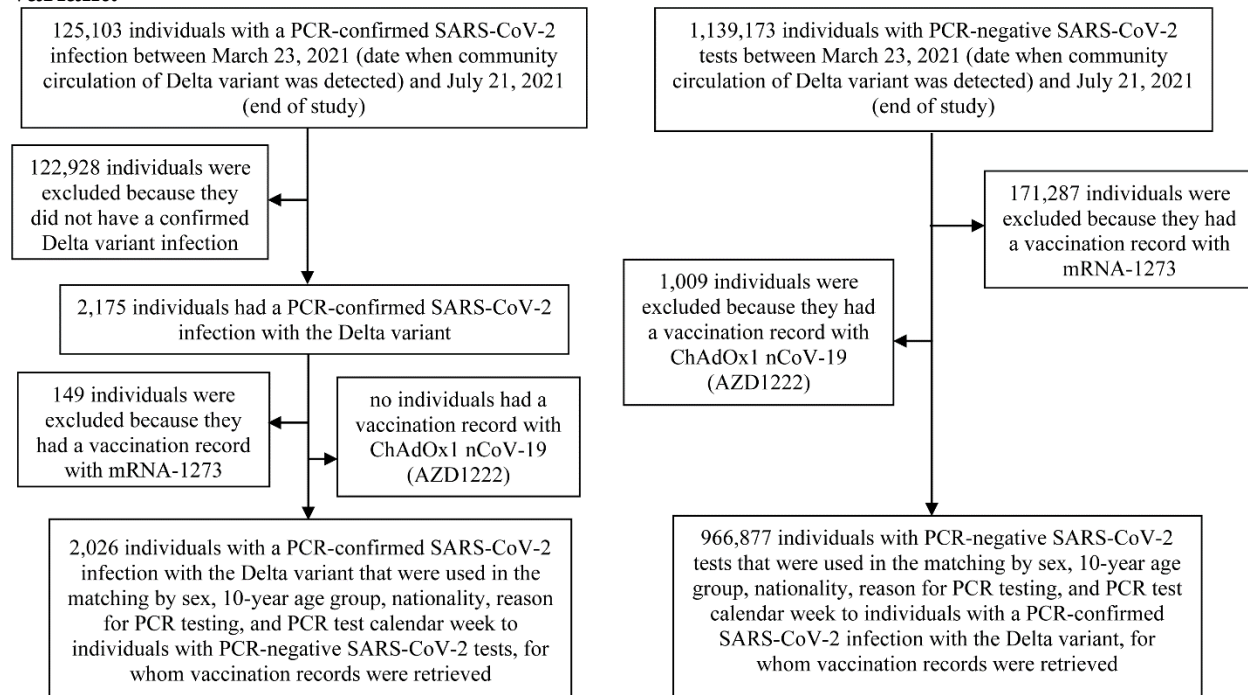 125,103 individuals with a PCR-confirmed SARS-CoV-2
infection between March 23, 2021 (date when community
circulation of Delta variant was detected) and July 21, 2021
(end of study)
122,928 individuals were
excluded because they
did not have a confirmed
Delta variant infection
2,175 individuals had a PCR-confirmed SARS-CoV-2
infection with the Delta variant
149 individuals were
excluded because they
had a vaccination record
with mRNA-1273
no individuals had a
vaccination record with
ChAdOx1 nCoV-19
(AZD1222)
2,026 individuals with a PCR-confirmed SARS-CoV-2
infection with the Delta variant that were used in the
matching by sex, 10-year age group, nationality, reason
for PCR testing, and PCR test calendar week to
individuals with PCR-negative SARS-CoV-2 tests, for
whom vaccination records were retrieved
1,139,173 individuals with PCR-negative SARS-CoV-2
tests between March 23, 2021 (date when community
circulation of Delta variant was detected) and July 21, 2021
(end of study)
171,287 individuals were
excluded because they had
a vaccination record with
mRNA-1273
1,009 individuals were
excluded because they had
a vaccination record with
ChAdOx1 nCoV-19
(AZD1222)
966,877 individuals with PCR-negative SARS-CoV-2
tests that were used in the matching by sex, 10-year age
group, nationality, reason for PCR testing, and PCR test
calendar week to individuals with a PCR-confirmed
SARS-CoV-2 infection with the Delta variant, for
whom vaccination records were retrieved